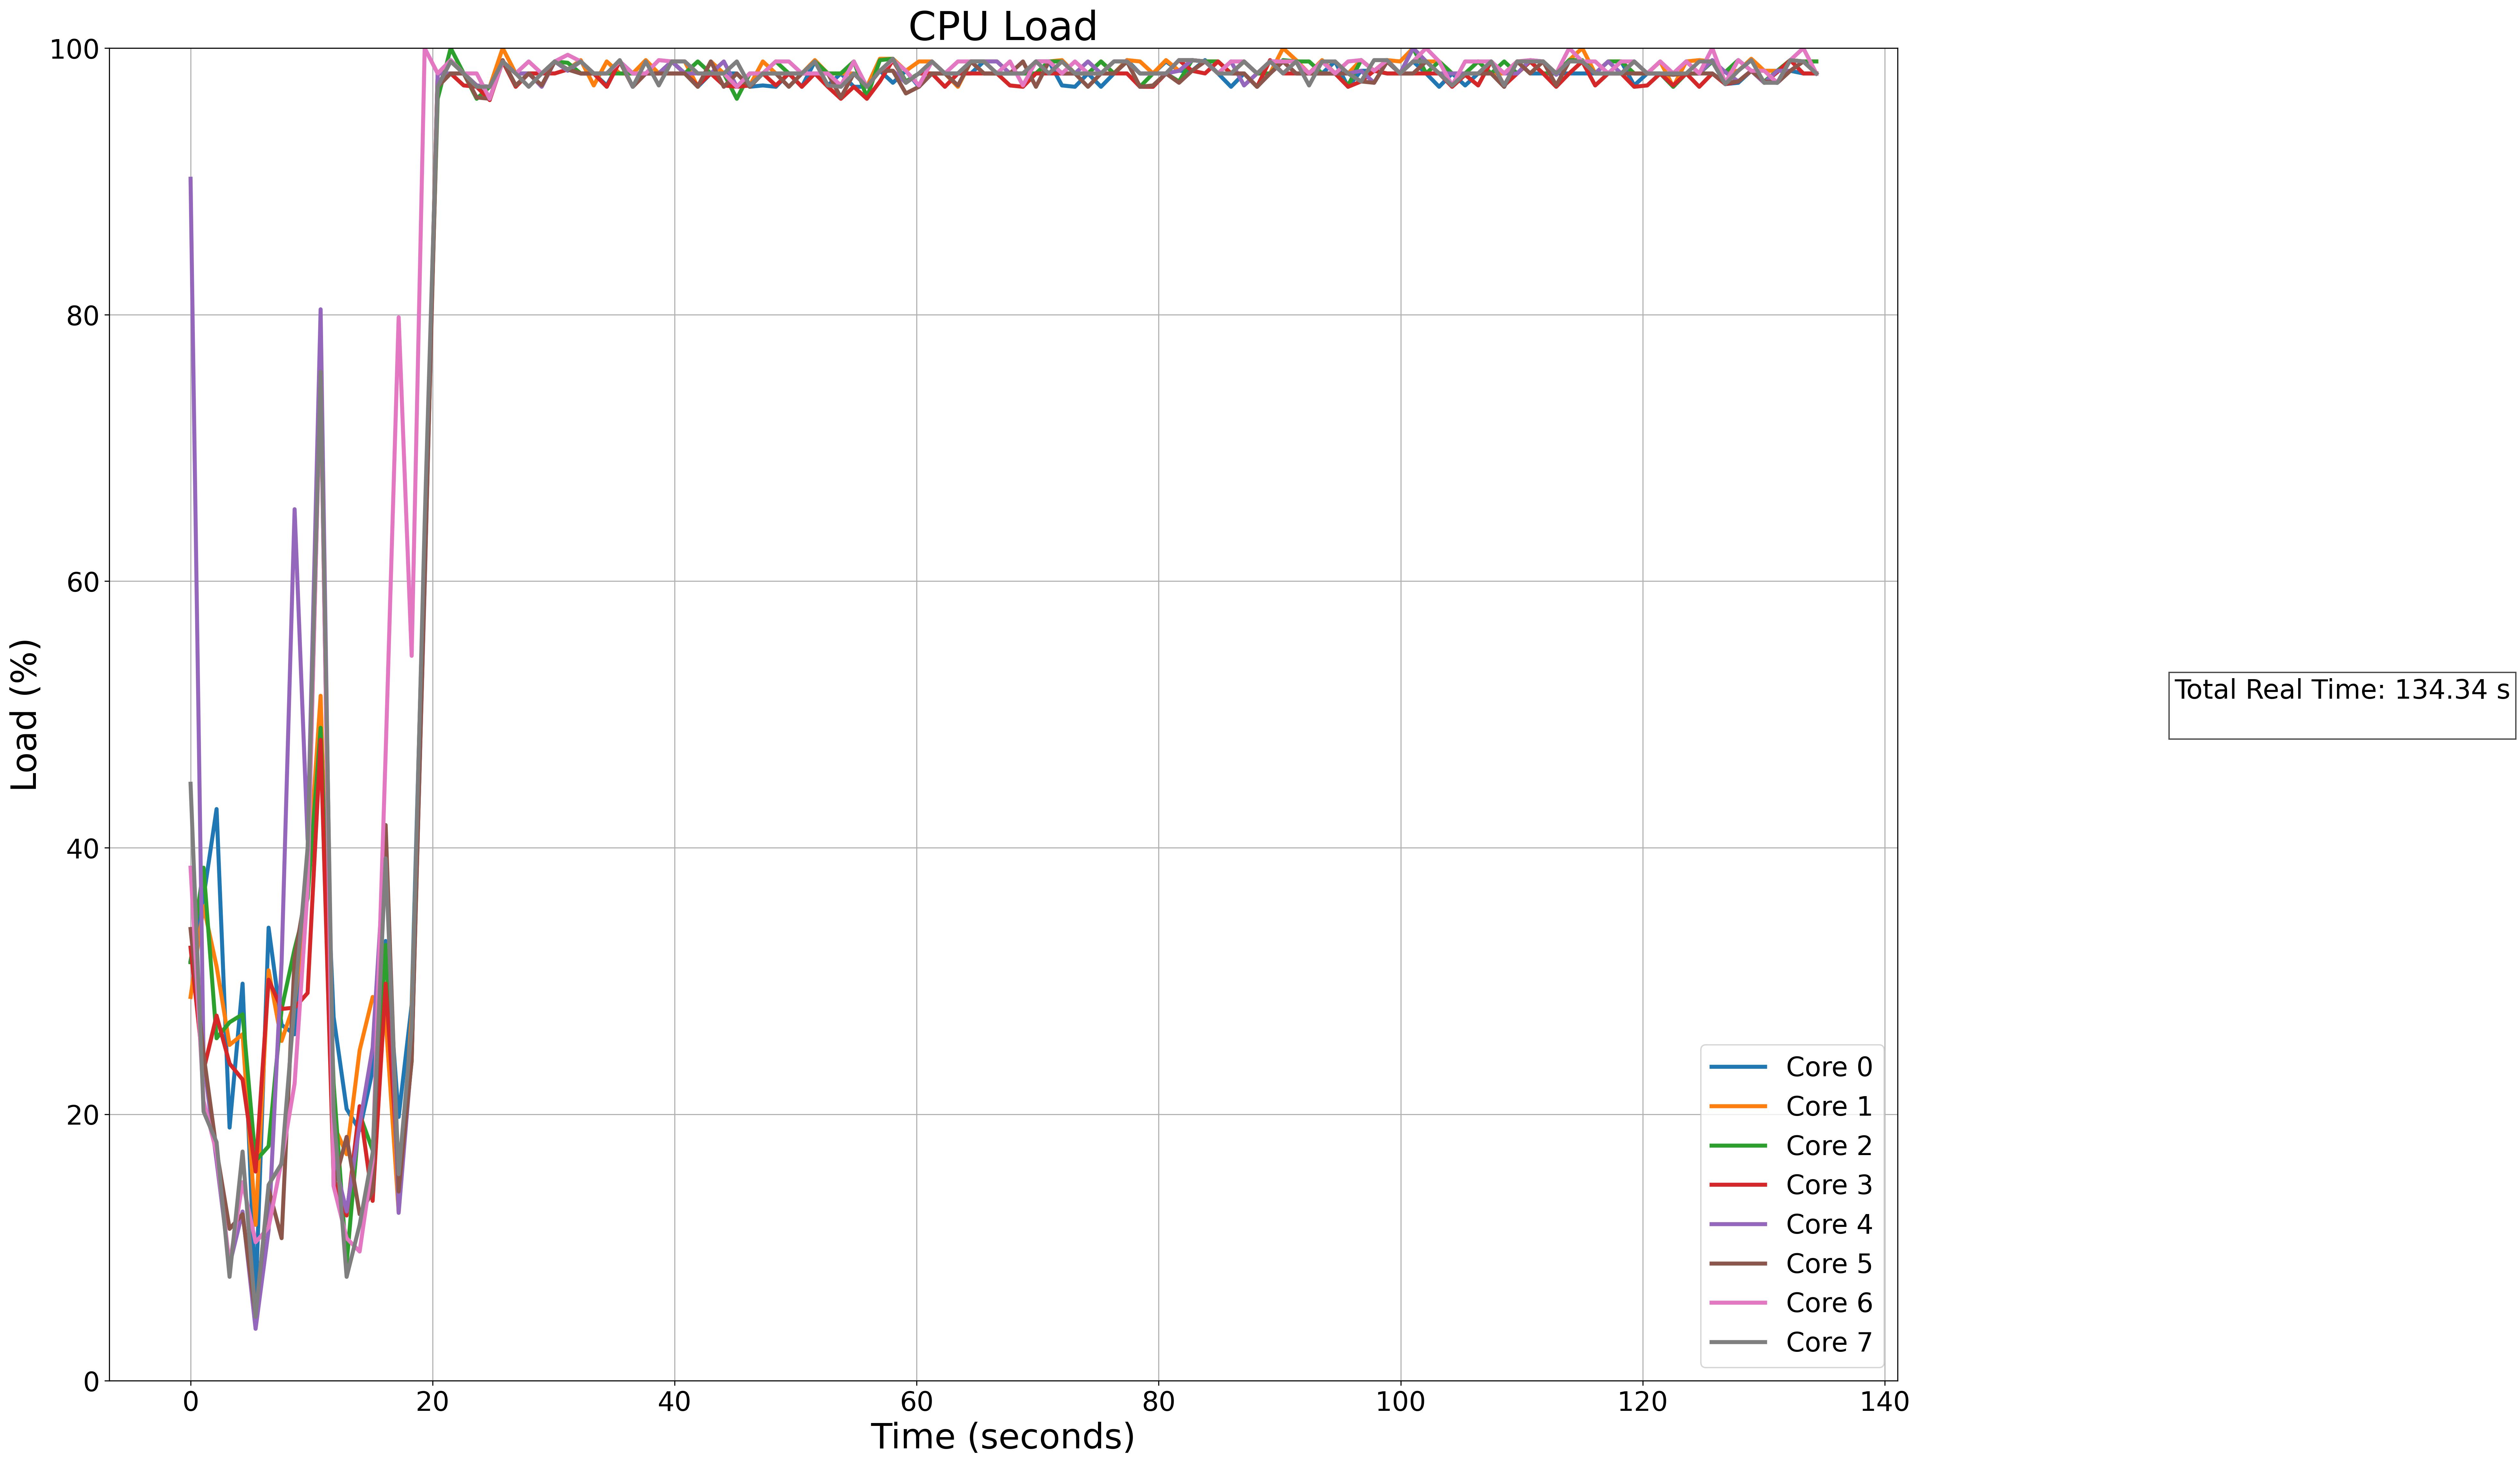 CPU Load
100
80
60
40
20
0
Load (%)
0 20 40 60 80 100 120 140
Time (seconds)
Core 0
Core 1
Core 2
Core 3
Core 4
Core 5
Core 6
Core 7
Total Real Time: 134.34 s